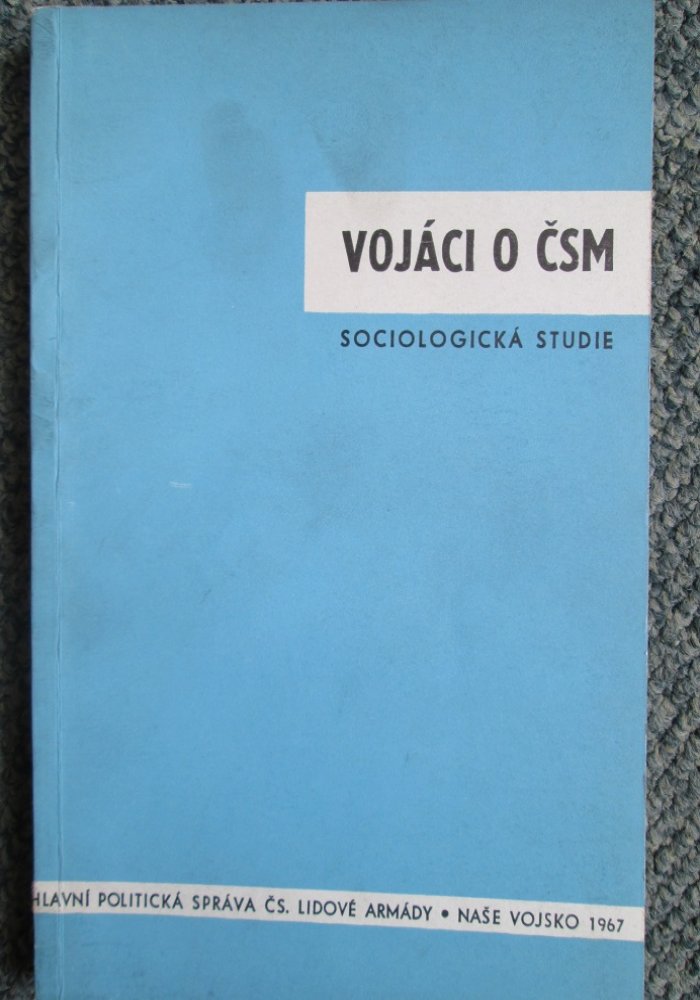 VOJÁCI O ČSM
SOCIOLOGICKÁ STUDIE
HLAVNÍ POLITICKÁ SPRÁVA ČS. LIDOVÉ ARMÁDY • NAŠE VOJSKO 1967